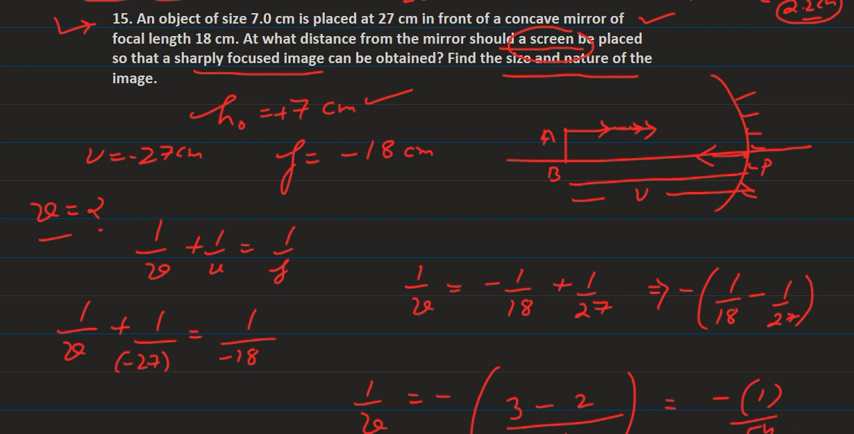 2.2cm
15. An object of size 7.0 cm is placed at 27 cm in front of a concave mirror of
focal length 18 cm. At what distance from the mirror should a screen be placed
so that a sharply focused image can be obtained? Find the size and nature of the
image.
h₀ = +7 cm
u = -27 cm f = -18 cm
A
B
P
U
v = ?
1/v + 1/u = 1/f
1/v = - 1/18 + 1/27 ⇒ - (1/18 - 1/27)
1/v + 1/(-27) = 1/-18
1/v = - (3 - 2) = - (1)/54